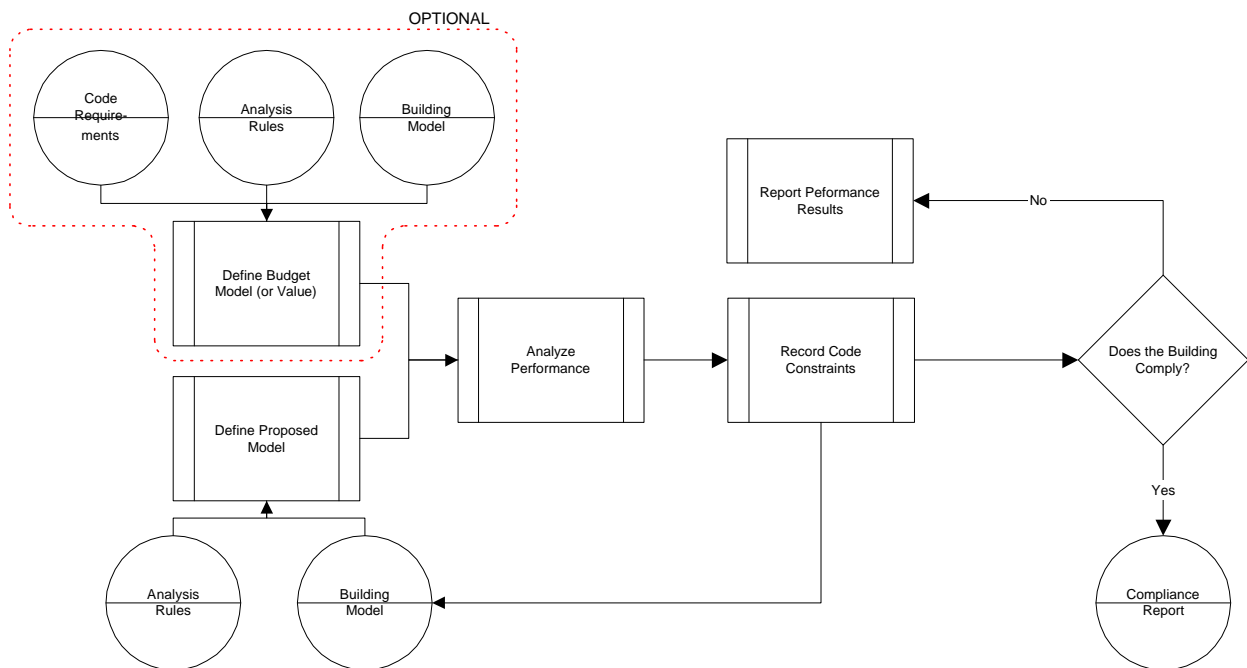 OPTIONAL
Code
Require-
ments
Analysis
Rules
Building
Model
Report Peformance
Results
No
Define Budget
Model (or Value)
Analyze
Performance
Record Code
Constraints
Does the Building
Comply?
Define Proposed
Model
Yes
Analysis
Rules
Building
Model
Compliance
Report